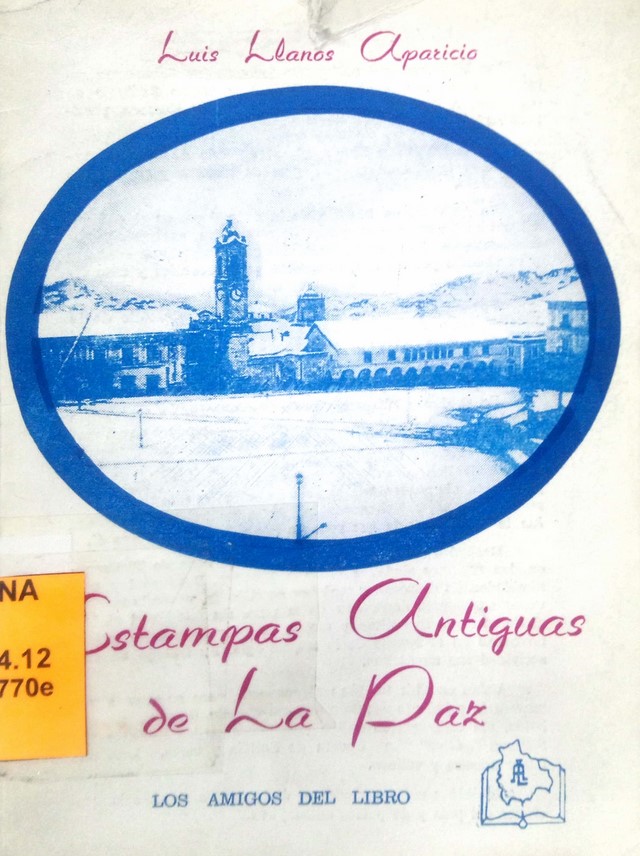 Luis Llanos Aparicio
NA
4.12
770e
Estampas Antiguas
de La Paz
LOS AMIGOS DEL LIBRO